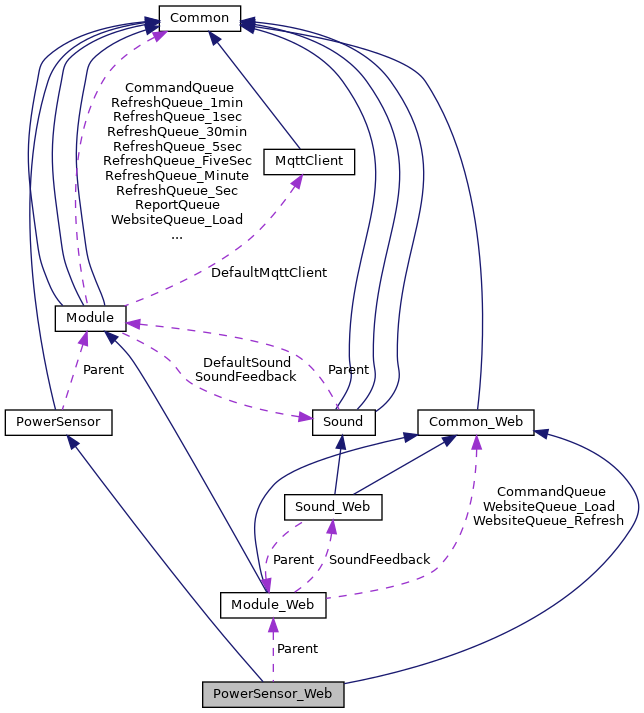 Common
CommandQueue
RefreshQueue_1min
RefreshQueue_1sec
RefreshQueue_30min
RefreshQueue_5sec
RefreshQueue_FiveSec
RefreshQueue_Minute
RefreshQueue_Sec
ReportQueue
WebsiteQueue_Load
...
MqttClient
DefaultMqttClient
Module
DefaultSound
SoundFeedback
Parent
Parent
PowerSensor
Sound
Common_Web
CommandQueue
WebsiteQueue_Load
WebsiteQueue_Refresh
Sound_Web
Parent
SoundFeedback
Module_Web
Parent
PowerSensor_Web